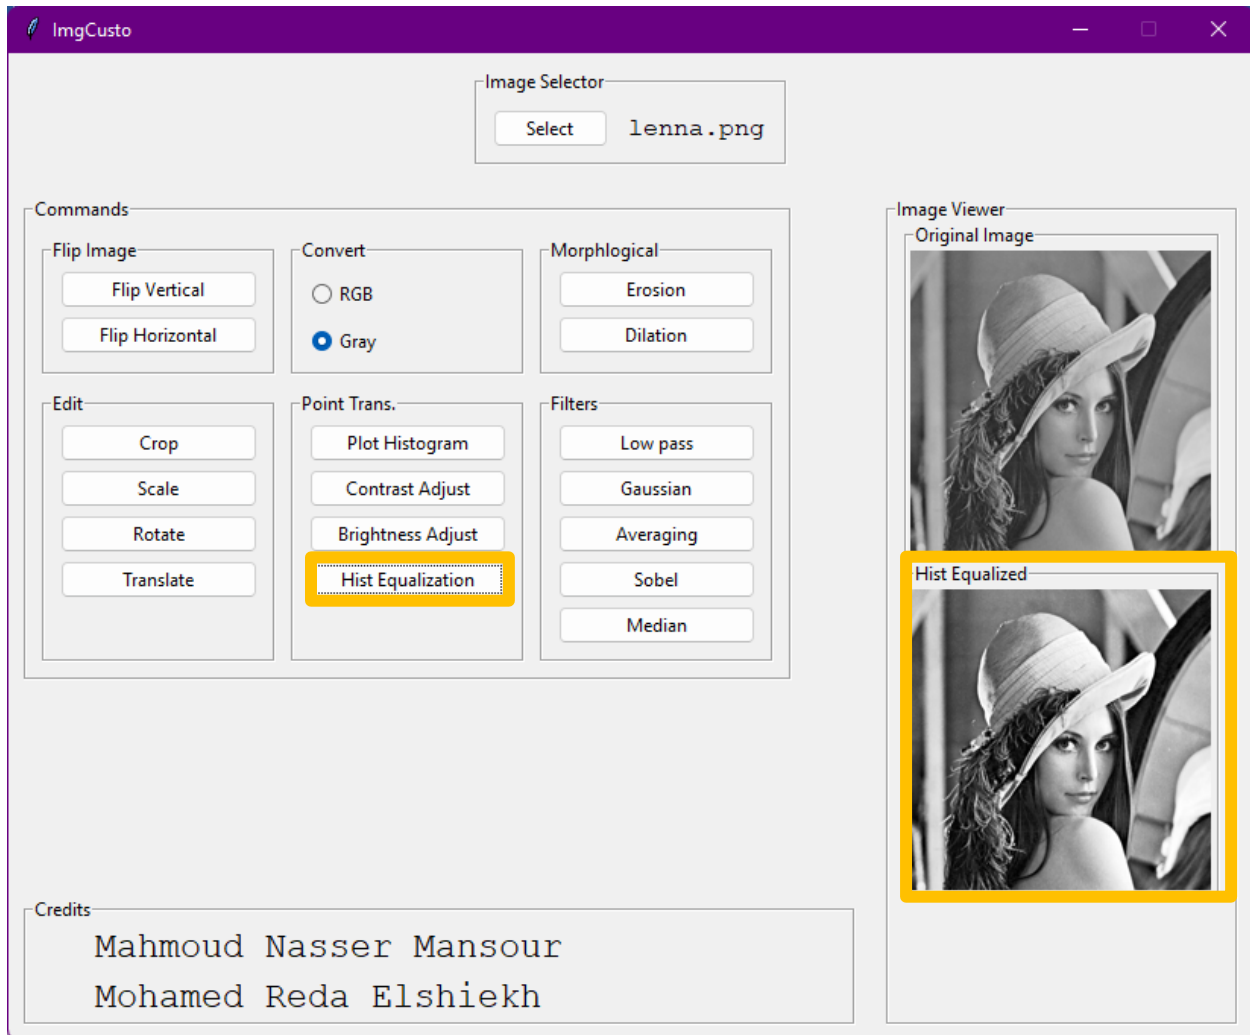 ImgCusto
Image Selector
Select lenna.png
Commands
Flip Image
Flip Vertical
Flip Horizontal
Convert
RGB
Gray
Morphlogical
Erosion
Dilation
Edit
Crop
Scale
Rotate
Translate
Point Trans.
Plot Histogram
Contrast Adjust
Brightness Adjust
Hist Equalization
Filters
Low pass
Gaussian
Averaging
Sobel
Median
Image Viewer
Original Image
Hist Equalized
Credits
Mahmoud Nasser Mansour
Mohamed Reda Elshiekh